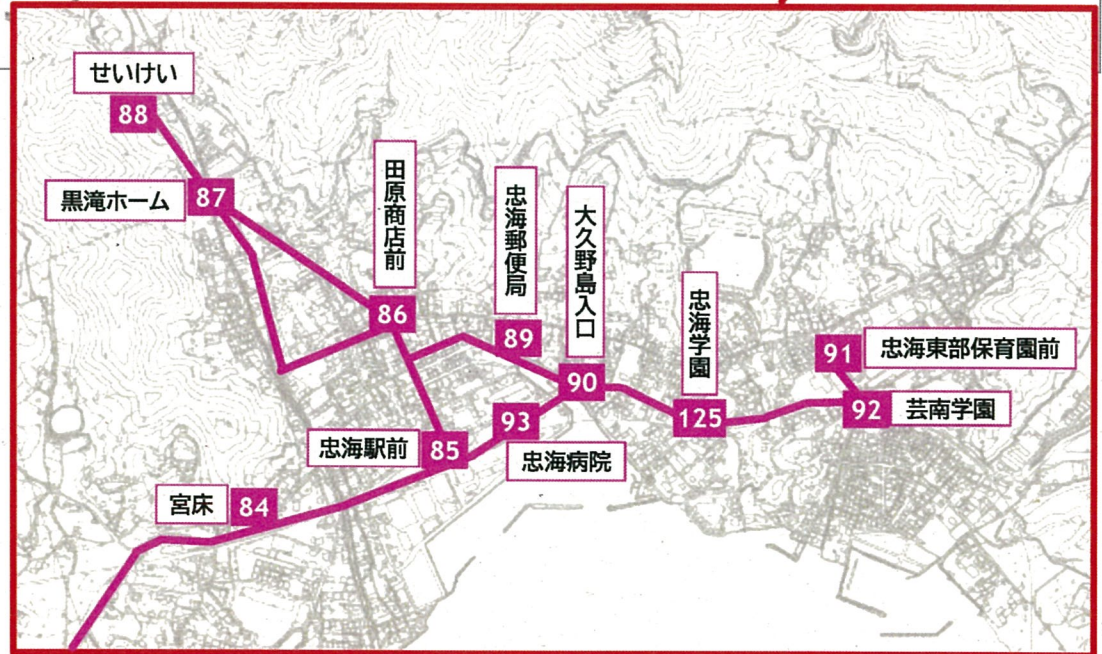 せいけい
88
黒滝ホーム
87
田原商店前
86
忠海郵便局
89
大久野島入口
90
忠海学園
125
91
忠海東部保育園前
92
芸南学園
93
忠海病院
忠海駅前
85
宮床
84